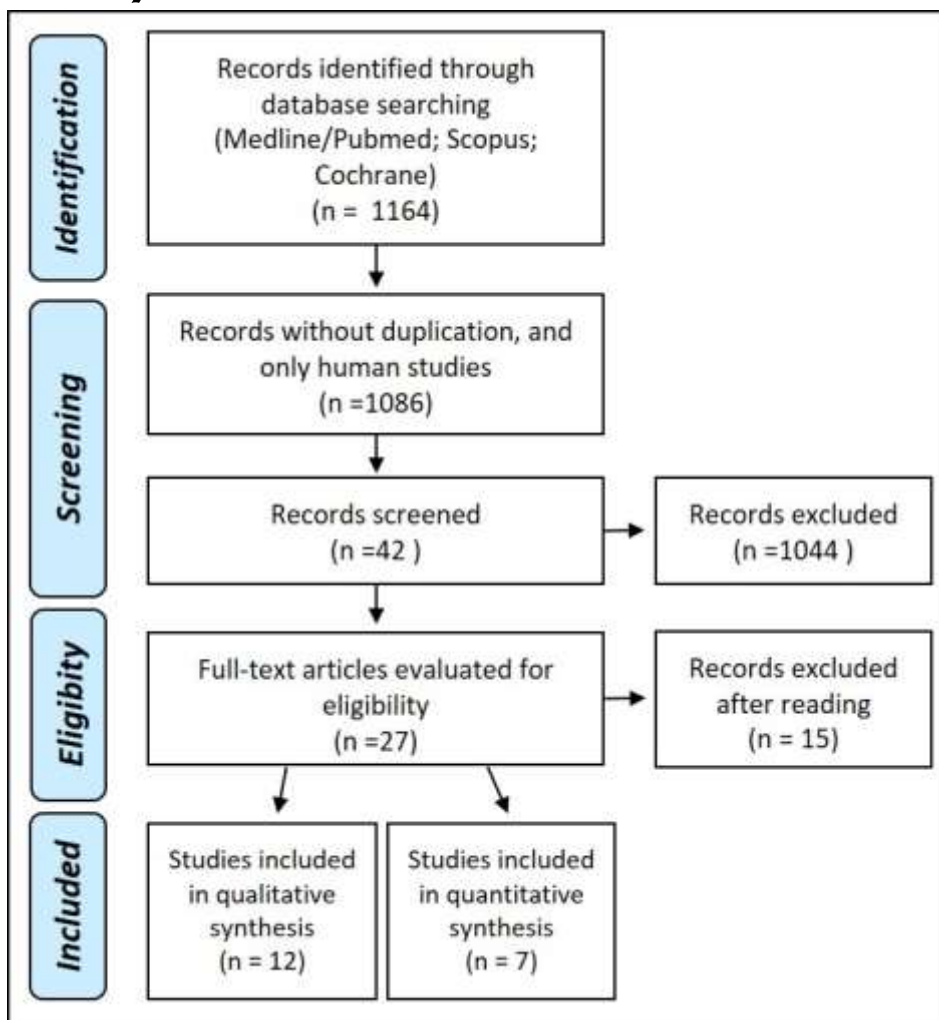 Identification
Records identified through
database searching
(Medline/Pubmed; Scopus;
Cochrane)
(n = 1164)
Screening
Records without duplication, and
only human studies
(n =1086)
Records screened
(n =42 )
Records excluded
(n =1044 )
Eligibity
Full-text articles evaluated for
eligibility
(n =27)
Records excluded
after reading
(n = 15)
Included
Studies included
in qualitative
synthesis
(n = 12)
Studies included
in quantitative
synthesis
(n = 7)